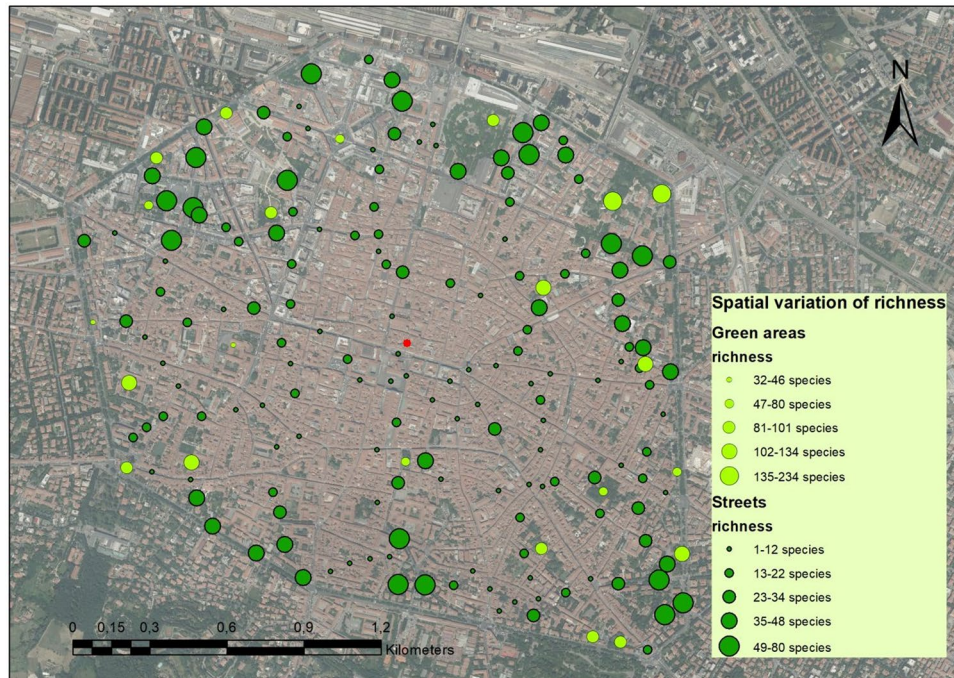 N
Spatial variation of richness
Green areas
richness
32-46 species
47-80 species
81-101 species
102-134 species
135-234 species
Streets
richness
1-12 species
13-22 species
23-34 species
35-48 species
49-80 species
0 0,15 0,3 0,6 0,9 1,2
Kilometers